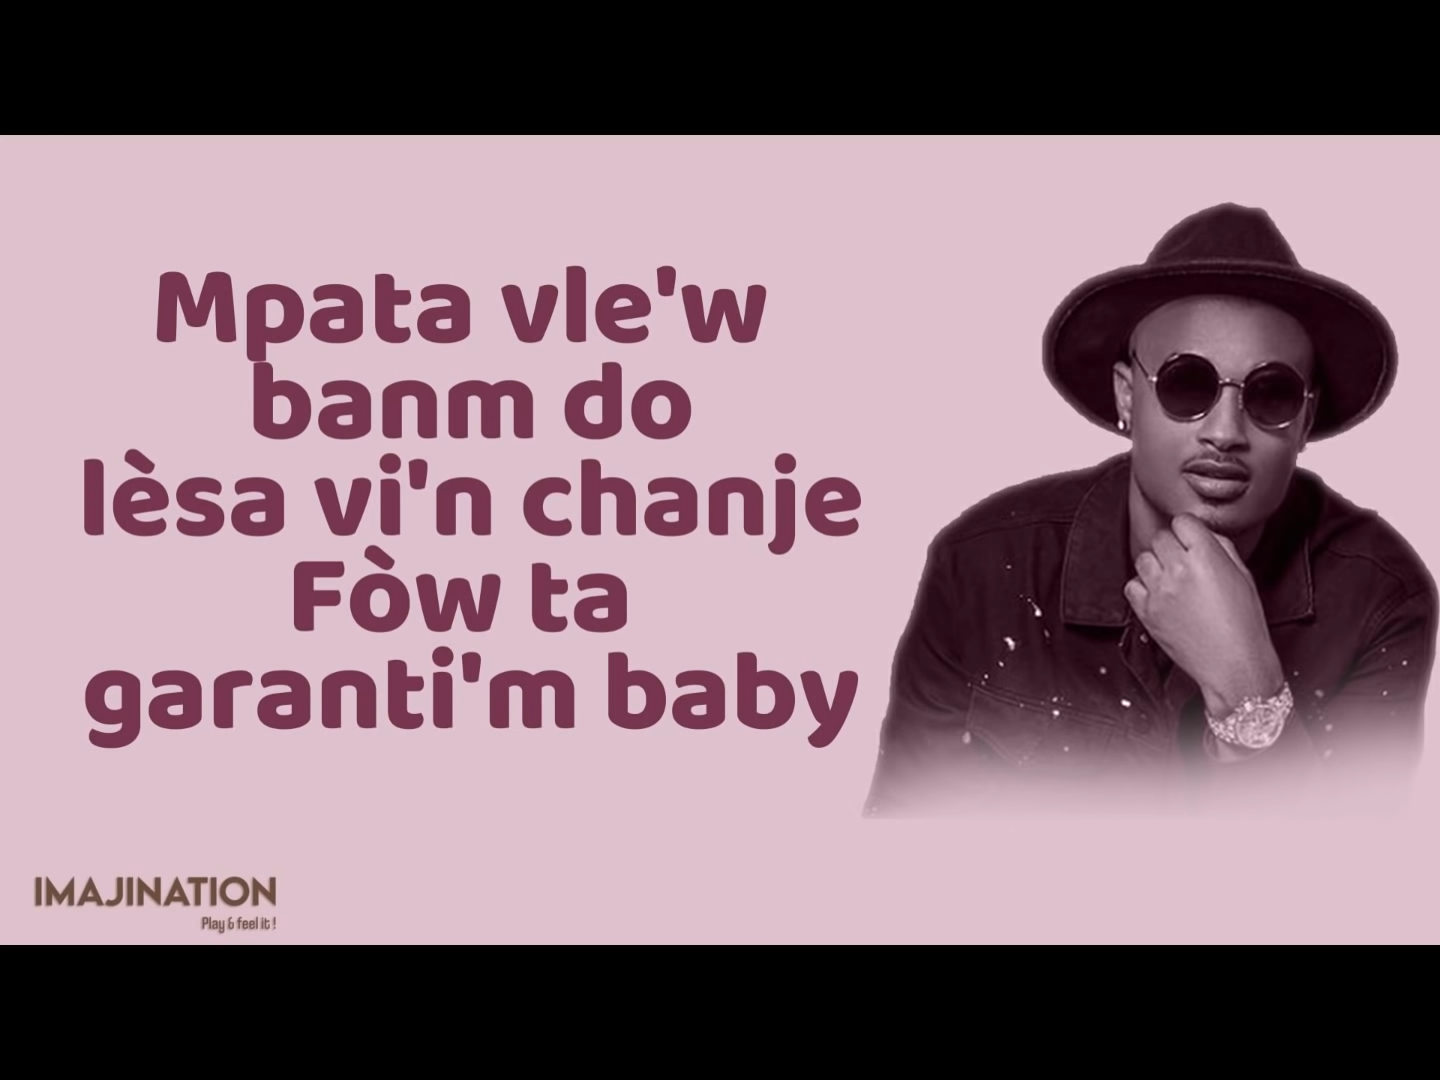 Mpata vle'w
banm do
lèsa vi'n chanje
Fòw ta
garanti'm baby
IMAJINATION
Play & feel it !